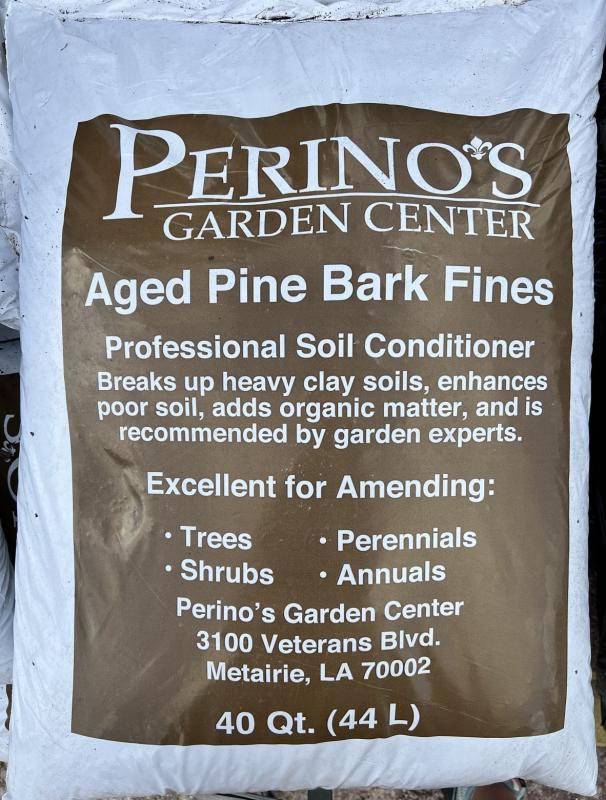 PERINO'S
GARDEN CENTER
Aged Pine Bark Fines
Professional Soil Conditioner
Breaks up heavy clay soils, enhances
poor soil, adds organic matter, and is
recommended by garden experts.
Excellent for Amending:
• Trees • Perennials
• Shrubs • Annuals
Perino's Garden Center
3100 Veterans Blvd.
Metairie, LA 70002
40 Qt. (44 L)